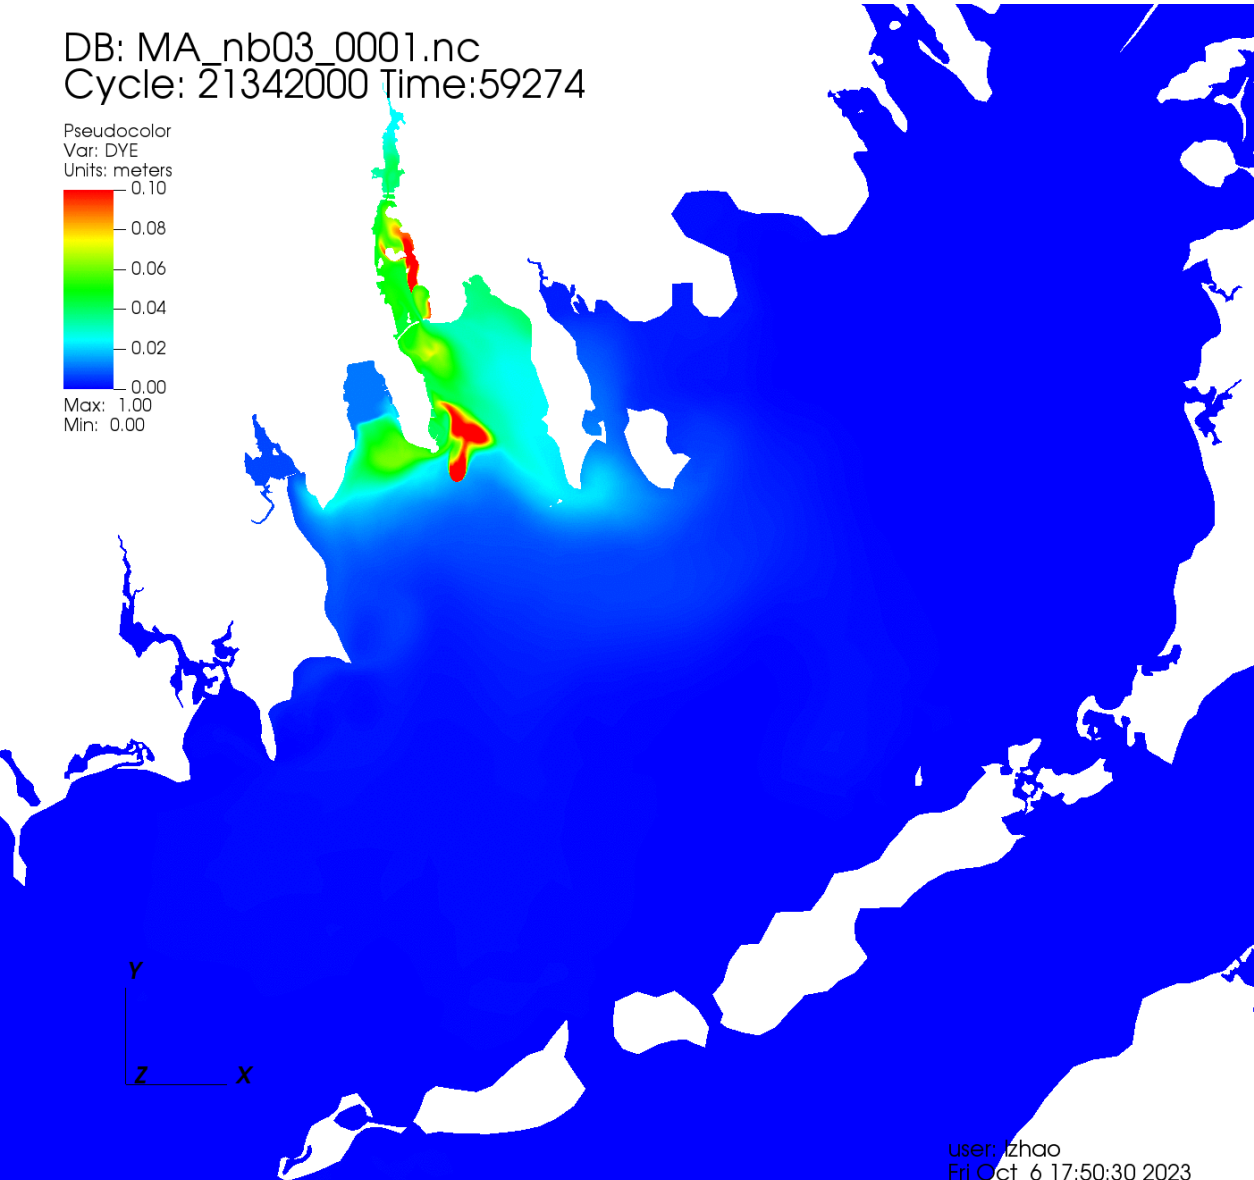 DB: MA_nb03_0001.nc
Cycle: 21342000 Time:59274
Pseudocolor
Var: DYE
Units: meters
0.10
0.08
0.06
0.04
0.02
0.00
Max: 1.00
Min: 0.00
Y
Z X
user: lzhao
Fri Oct 6 17:50:30 2023